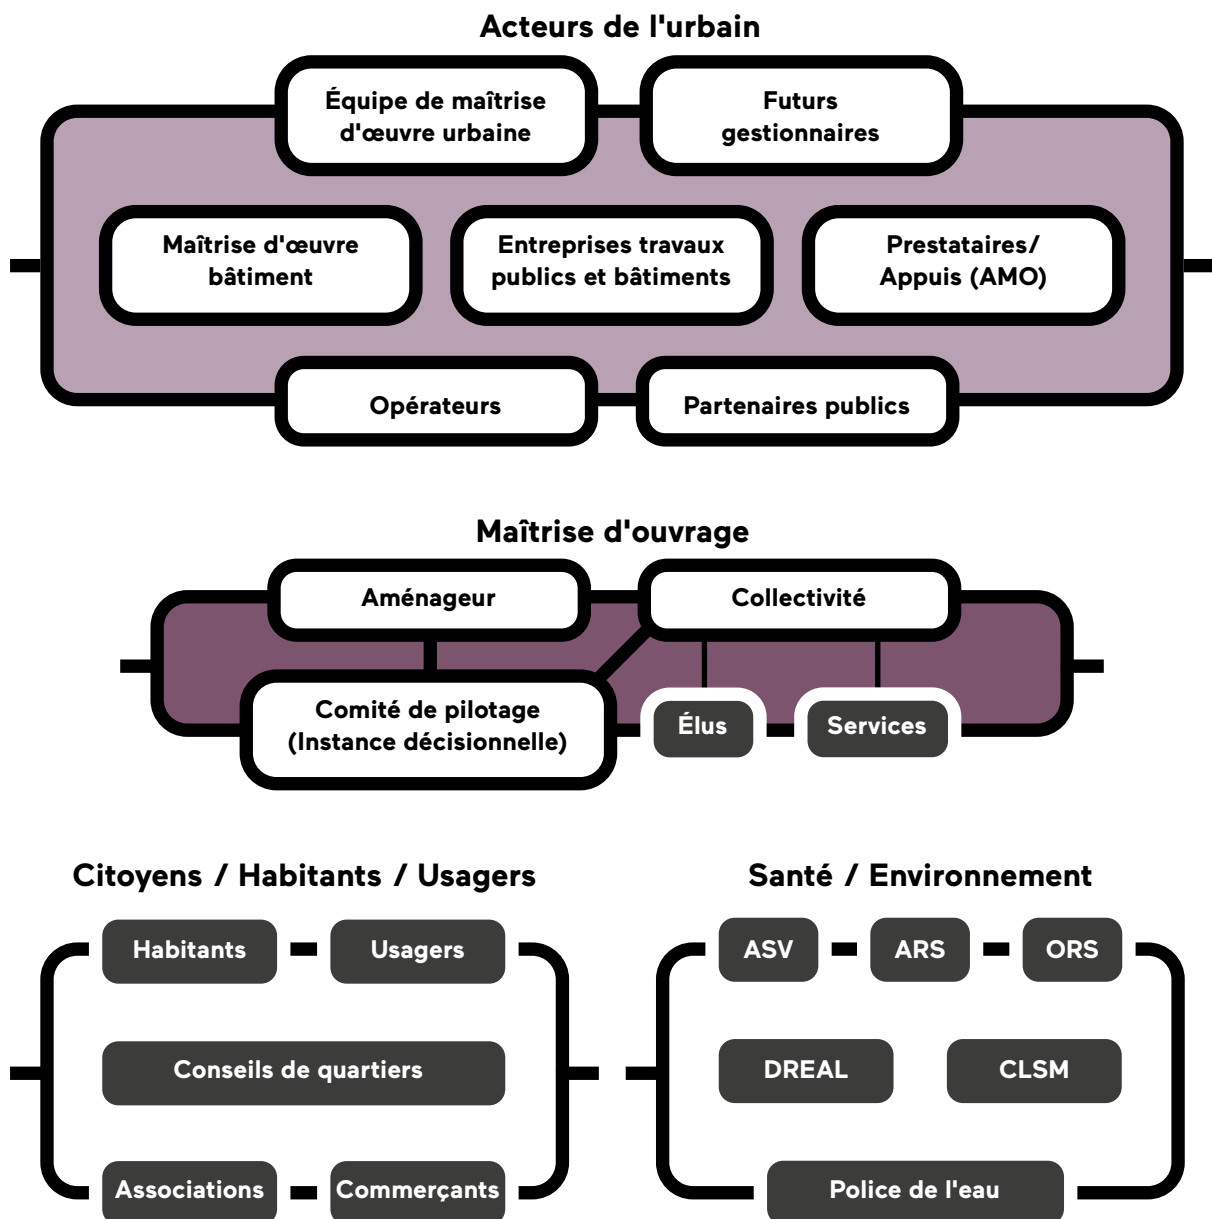 Acteurs de l'urbain
Équipe de maîtrise
d'œuvre urbaine
Futurs
gestionnaires
Maîtrise d'œuvre
bâtiment
Entreprises travaux
publics et bâtiments
Prestataires/
Appuis (AMO)
Opérateurs
Partenaires publics
Maîtrise d'ouvrage
Aménageur
Collectivité
Comité de pilotage
(Instance décisionnelle)
Élus
Services
Citoyens / Habitants / Usagers
Habitants
Usagers
Conseils de quartiers
Associations
Commerçants
Santé / Environnement
ASV
ARS
ORS
DREAL
CLSM
Police de l'eau